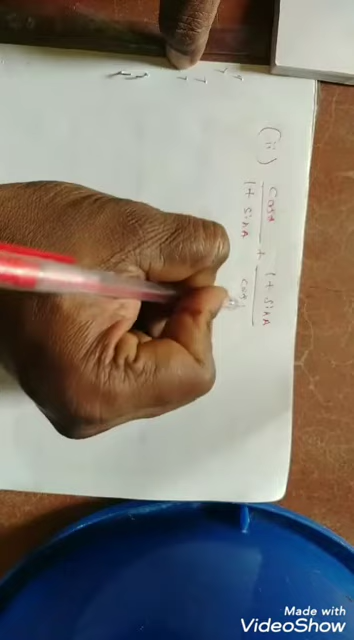 (ii) cosA / 1 + sinA + 1 + sinA / cosA
Made with
VideoShow